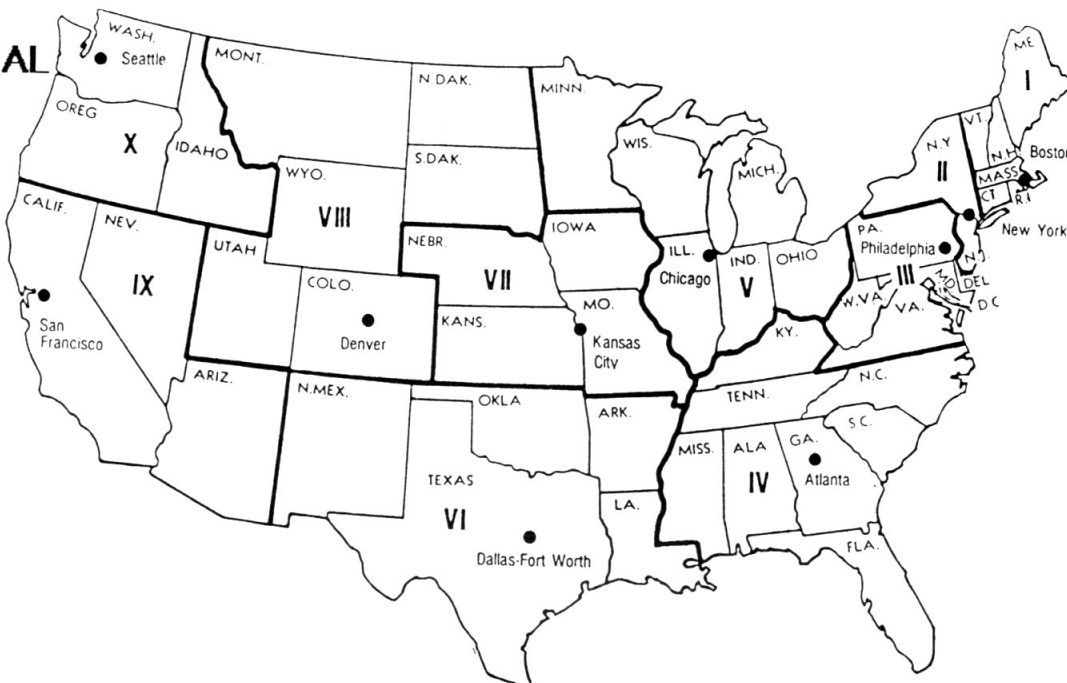 AL
WASH.
Seattle
OREG
X
IDAHO
MONT.
N.DAK.
S.DAK.
WYO.
VIII
MINN.
WIS.
MICH.
ME
I
VT.
N.H
Boston
MASS.
CT
R.I
N.Y
II
New York
CALIF.
NEV.
IX
San
Francisco
UTAH
COLO.
Denver
NEBR.
VII
KANS.
IOWA
MO.
Kansas
City
ILL.
Chicago
IND.
V
OHIO
PA.
Philadelphia
III
N.J.
DEL
D.C
W.VA.
VA.
KY.
ARIZ.
N.MEX.
OKLA
TEXAS
VI
Dallas-Fort Worth
ARK.
LA.
TENN.
N.C.
S.C.
MISS.
ALA
IV
GA.
Atlanta
FLA.